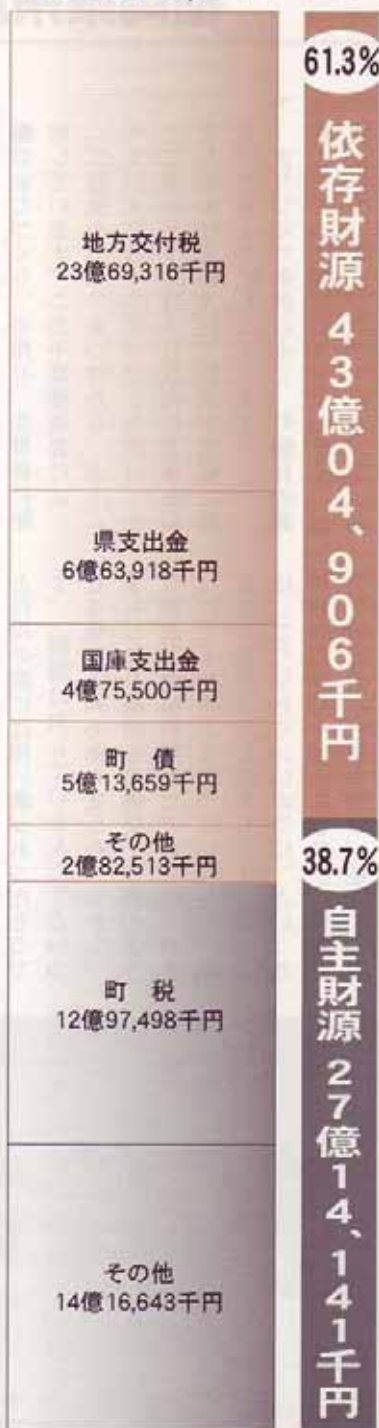 地方交付税
23億69,316千円
県支出金
6億63,918千円
国庫支出金
4億75,500千円
町　債
5億13,659千円
その他
2億82,513千円
町　税
12億97,498千円
その他
14億16,643千円
61.3%
依存財源 43億04、906千円
38.7%
自主財源 27億14、141千円